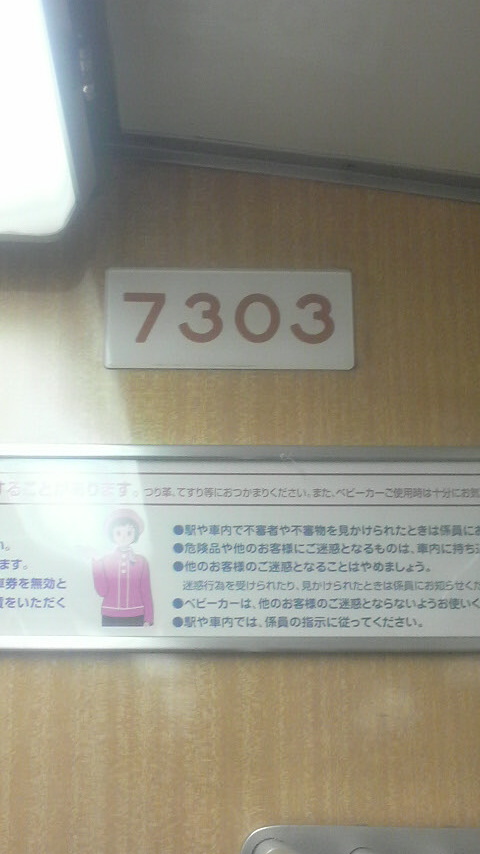 7303
することがあります。つり革、てすり等におつかまりください。また、ベビーカーご使用時は十分にお気
●駅や車内で不審者や不審物を見かけられたときは係員にお
●危険品や他のお客様にご迷惑となるものは、車内に持ち込
●他のお客様のご迷惑となることはやめましょう。
迷惑行為を受けられたり、見かけられたときは係員にお知らせくだ
●ベビーカーは、他のお客様のご迷惑とならないようお使いく
●駅や車内では、係員の指示に従ってください。
い。
ます。
車券を無効と
置をいただく